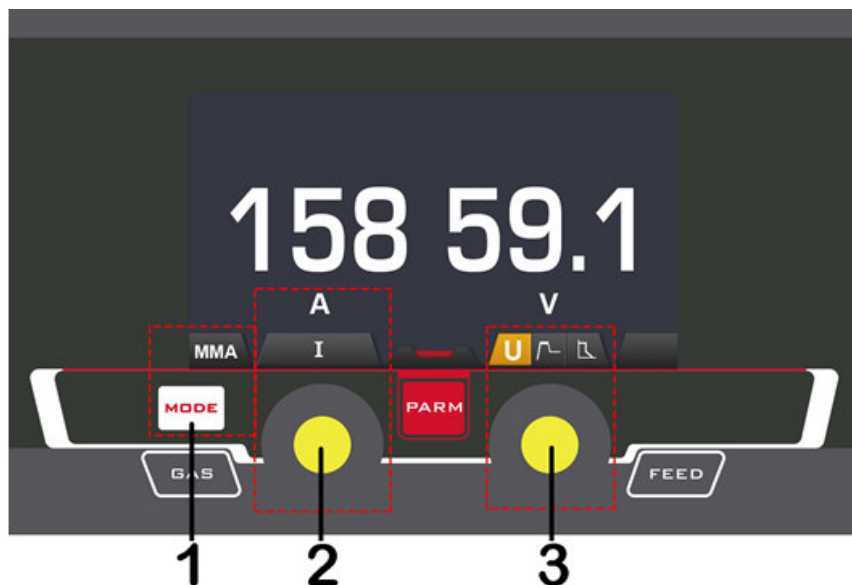 158 59.1
A V
MMA I U
MODE PARM
GAS FEED
1 2 3